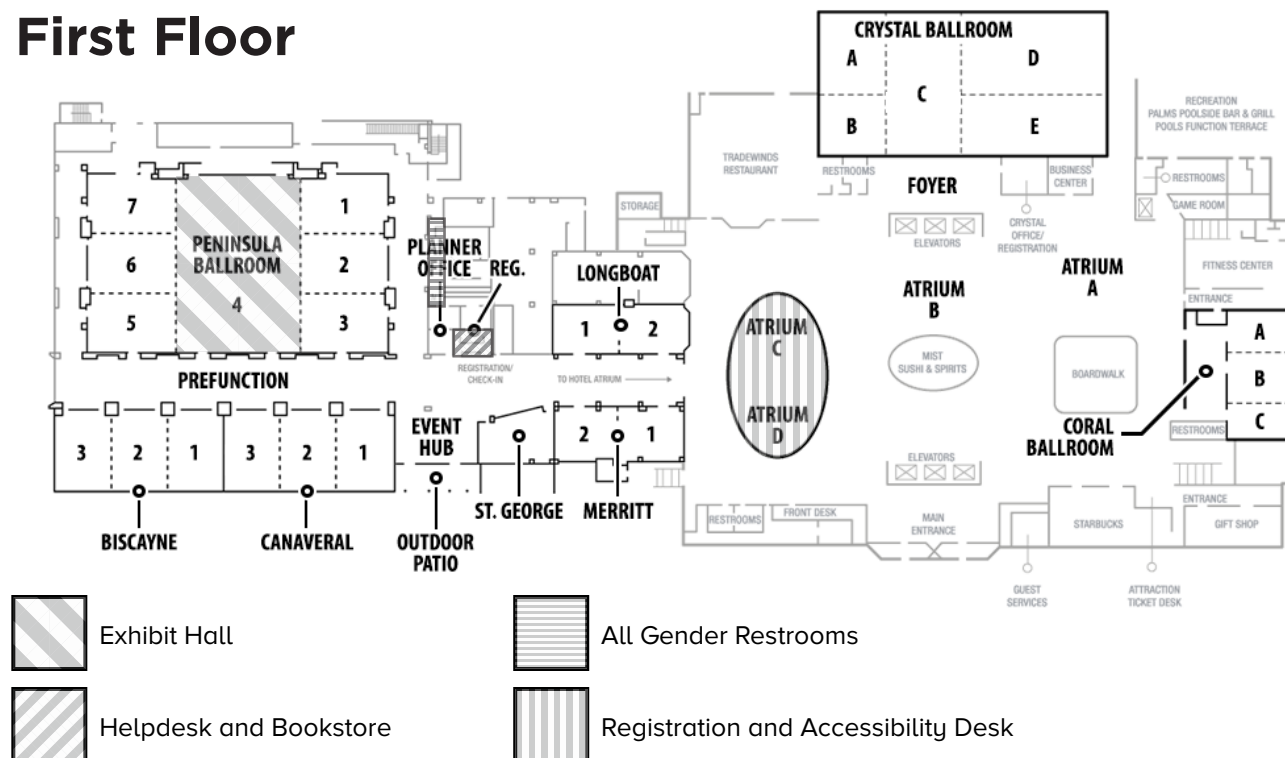 First Floor
CRYSTAL BALLROOM
A
D
C
B
E
RECREATION
PALMS POOLSIDE BAR & GRILL
POOLS FUNCTION TERRACE
TRADEWINDS
RESTAURANT
RESTROOMS
BUSINESS
CENTER
FOYER
RESTROOMS
GAME ROOM
STORAGE
ELEVATORS
CRYSTAL
OFFICE/
REGISTRATION
FITNESS CENTER
7
1
PENINSULA
BALLROOM
6
2
4
5
3
PLANNER
OFFICE
REG.
LONGBOAT
1
2
ATRIUM
A
ATRIUM
B
ENTRANCE
ATRIUM
C
ATRIUM
D
MIST
SUSHI & SPIRITS
BOARDWALK
A
B
C
CORAL
BALLROOM
RESTROOMS
PREFUNCTION
REGISTRATION/
CHECK-IN
TO HOTEL ATRIUM
3
2
1
3
2
1
EVENT
HUB
2
1
ELEVATORS
BISCAYNE
CANAVERAL
OUTDOOR
PATIO
ST. GEORGE
MERRITT
RESTROOMS
FRONT DESK
MAIN
ENTRANCE
STARBUCKS
ENTRANCE
GIFT SHOP
GUEST
SERVICES
ATTRACTION
TICKET DESK
Exhibit Hall
All Gender Restrooms
Helpdesk and Bookstore
Registration and Accessibility Desk